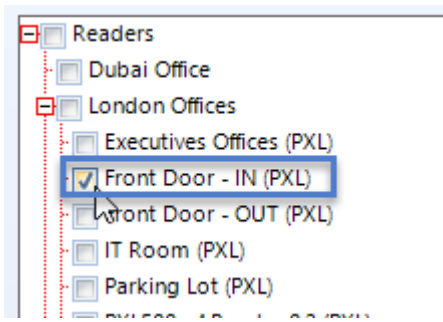 Readers
Dubai Office
London Offices
Executives Offices (PXL)
Front Door - IN (PXL)
Front Door - OUT (PXL)
IT Room (PXL)
Parking Lot (PXL)